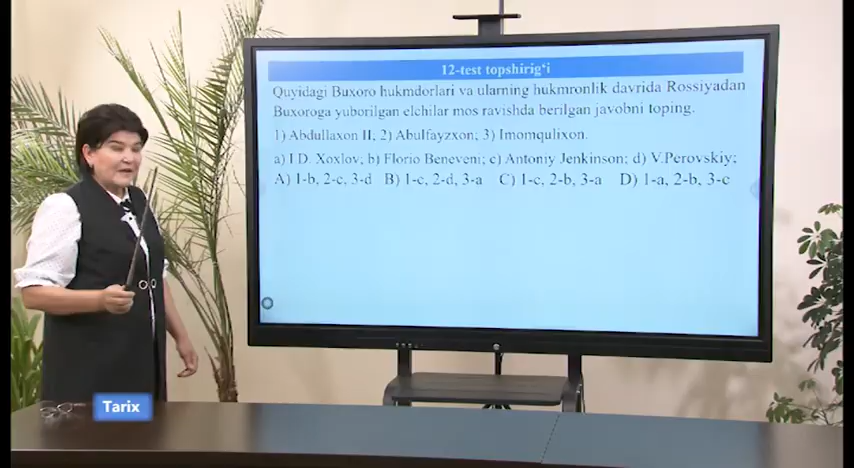 12-test topshirig‘i
Quyidagi Buxoro hukmdorlari va ularning hukmronlik davrida Rossiyadan
Buxoroga yuborilgan elchilar mos ravishda berilgan javobni toping.
1) Abdullaxon II, 2) Abulfayzxon; 3) Imomqulixon.
a) I.D. Xoxlov, b) Florio Beneveni; c) Antoniy Jenkinson; d) V.Perovskiy;
A) 1-b, 2-c, 3-d B) 1-c, 2-d, 3-a C) 1-c, 2-b, 3-a D) 1-a, 2-b, 3-c
Tarix